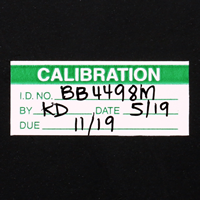 CALIBRATION
I.D. NO. BB4498M
BY KD DATE 5/19
DUE 11/19